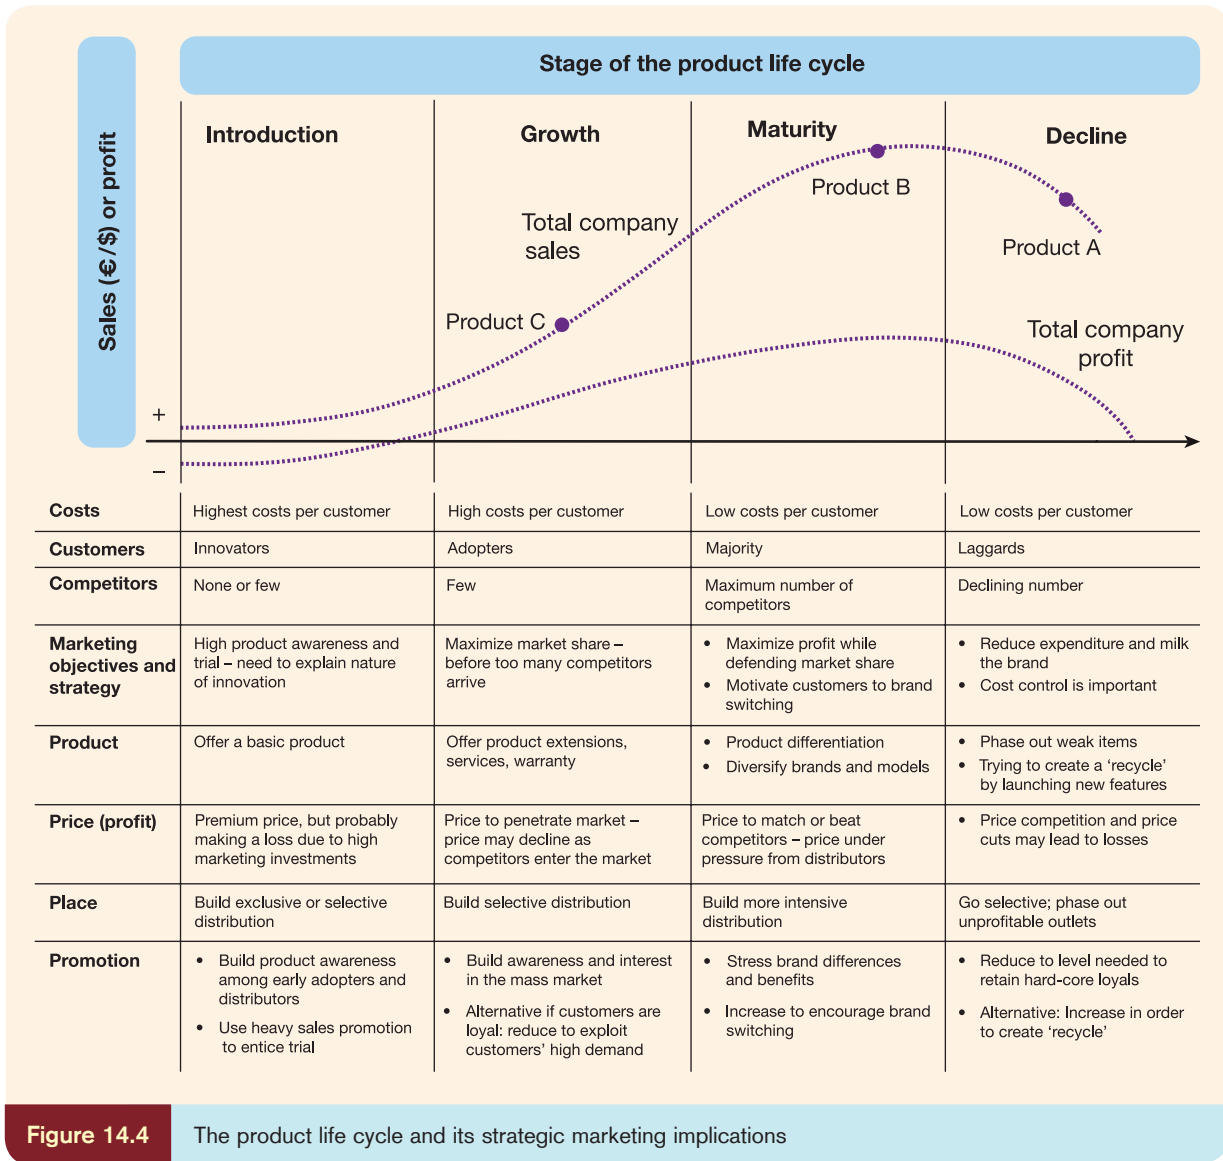 Stage of the product life cycle
Sales (€/$) or profit
Introduction
Growth
Maturity
Decline
Product B
Total company
sales
Product A
Product C
Total company
profit
+
–
Costs
Highest costs per customer
High costs per customer
Low costs per customer
Low costs per customer
Customers
Innovators
Adopters
Majority
Laggards
Competitors
None or few
Few
Maximum number of
competitors
Declining number
Marketing
objectives and
strategy
High product awareness and
trial – need to explain nature
of innovation
Maximize market share –
before too many competitors
arrive
• Maximize profit while
defending market share
• Motivate customers to brand
switching
• Reduce expenditure and milk
the brand
• Cost control is important
Product
Offer a basic product
Offer product extensions,
services, warranty
• Product differentiation
• Diversify brands and models
• Phase out weak items
• Trying to create a ‘recycle’
by launching new features
Price (profit)
Premium price, but probably
making a loss due to high
marketing investments
Price to penetrate market –
price may decline as
competitors enter the market
Price to match or beat
competitors – price under
pressure from distributors
• Price competition and price
cuts may lead to losses
Place
Build exclusive or selective
distribution
Build selective distribution
Build more intensive
distribution
Go selective; phase out
unprofitable outlets
Promotion
• Build product awareness
among early adopters and
distributors
• Use heavy sales promotion
to entice trial
• Build awareness and interest
in the mass market
• Alternative if customers are
loyal: reduce to exploit
customers’ high demand
• Stress brand differences
and benefits
• Increase to encourage brand
switching
• Reduce to level needed to
retain hard-core loyals
• Alternative: Increase in order
to create ‘recycle’
Figure 14.4
The product life cycle and its strategic marketing implications